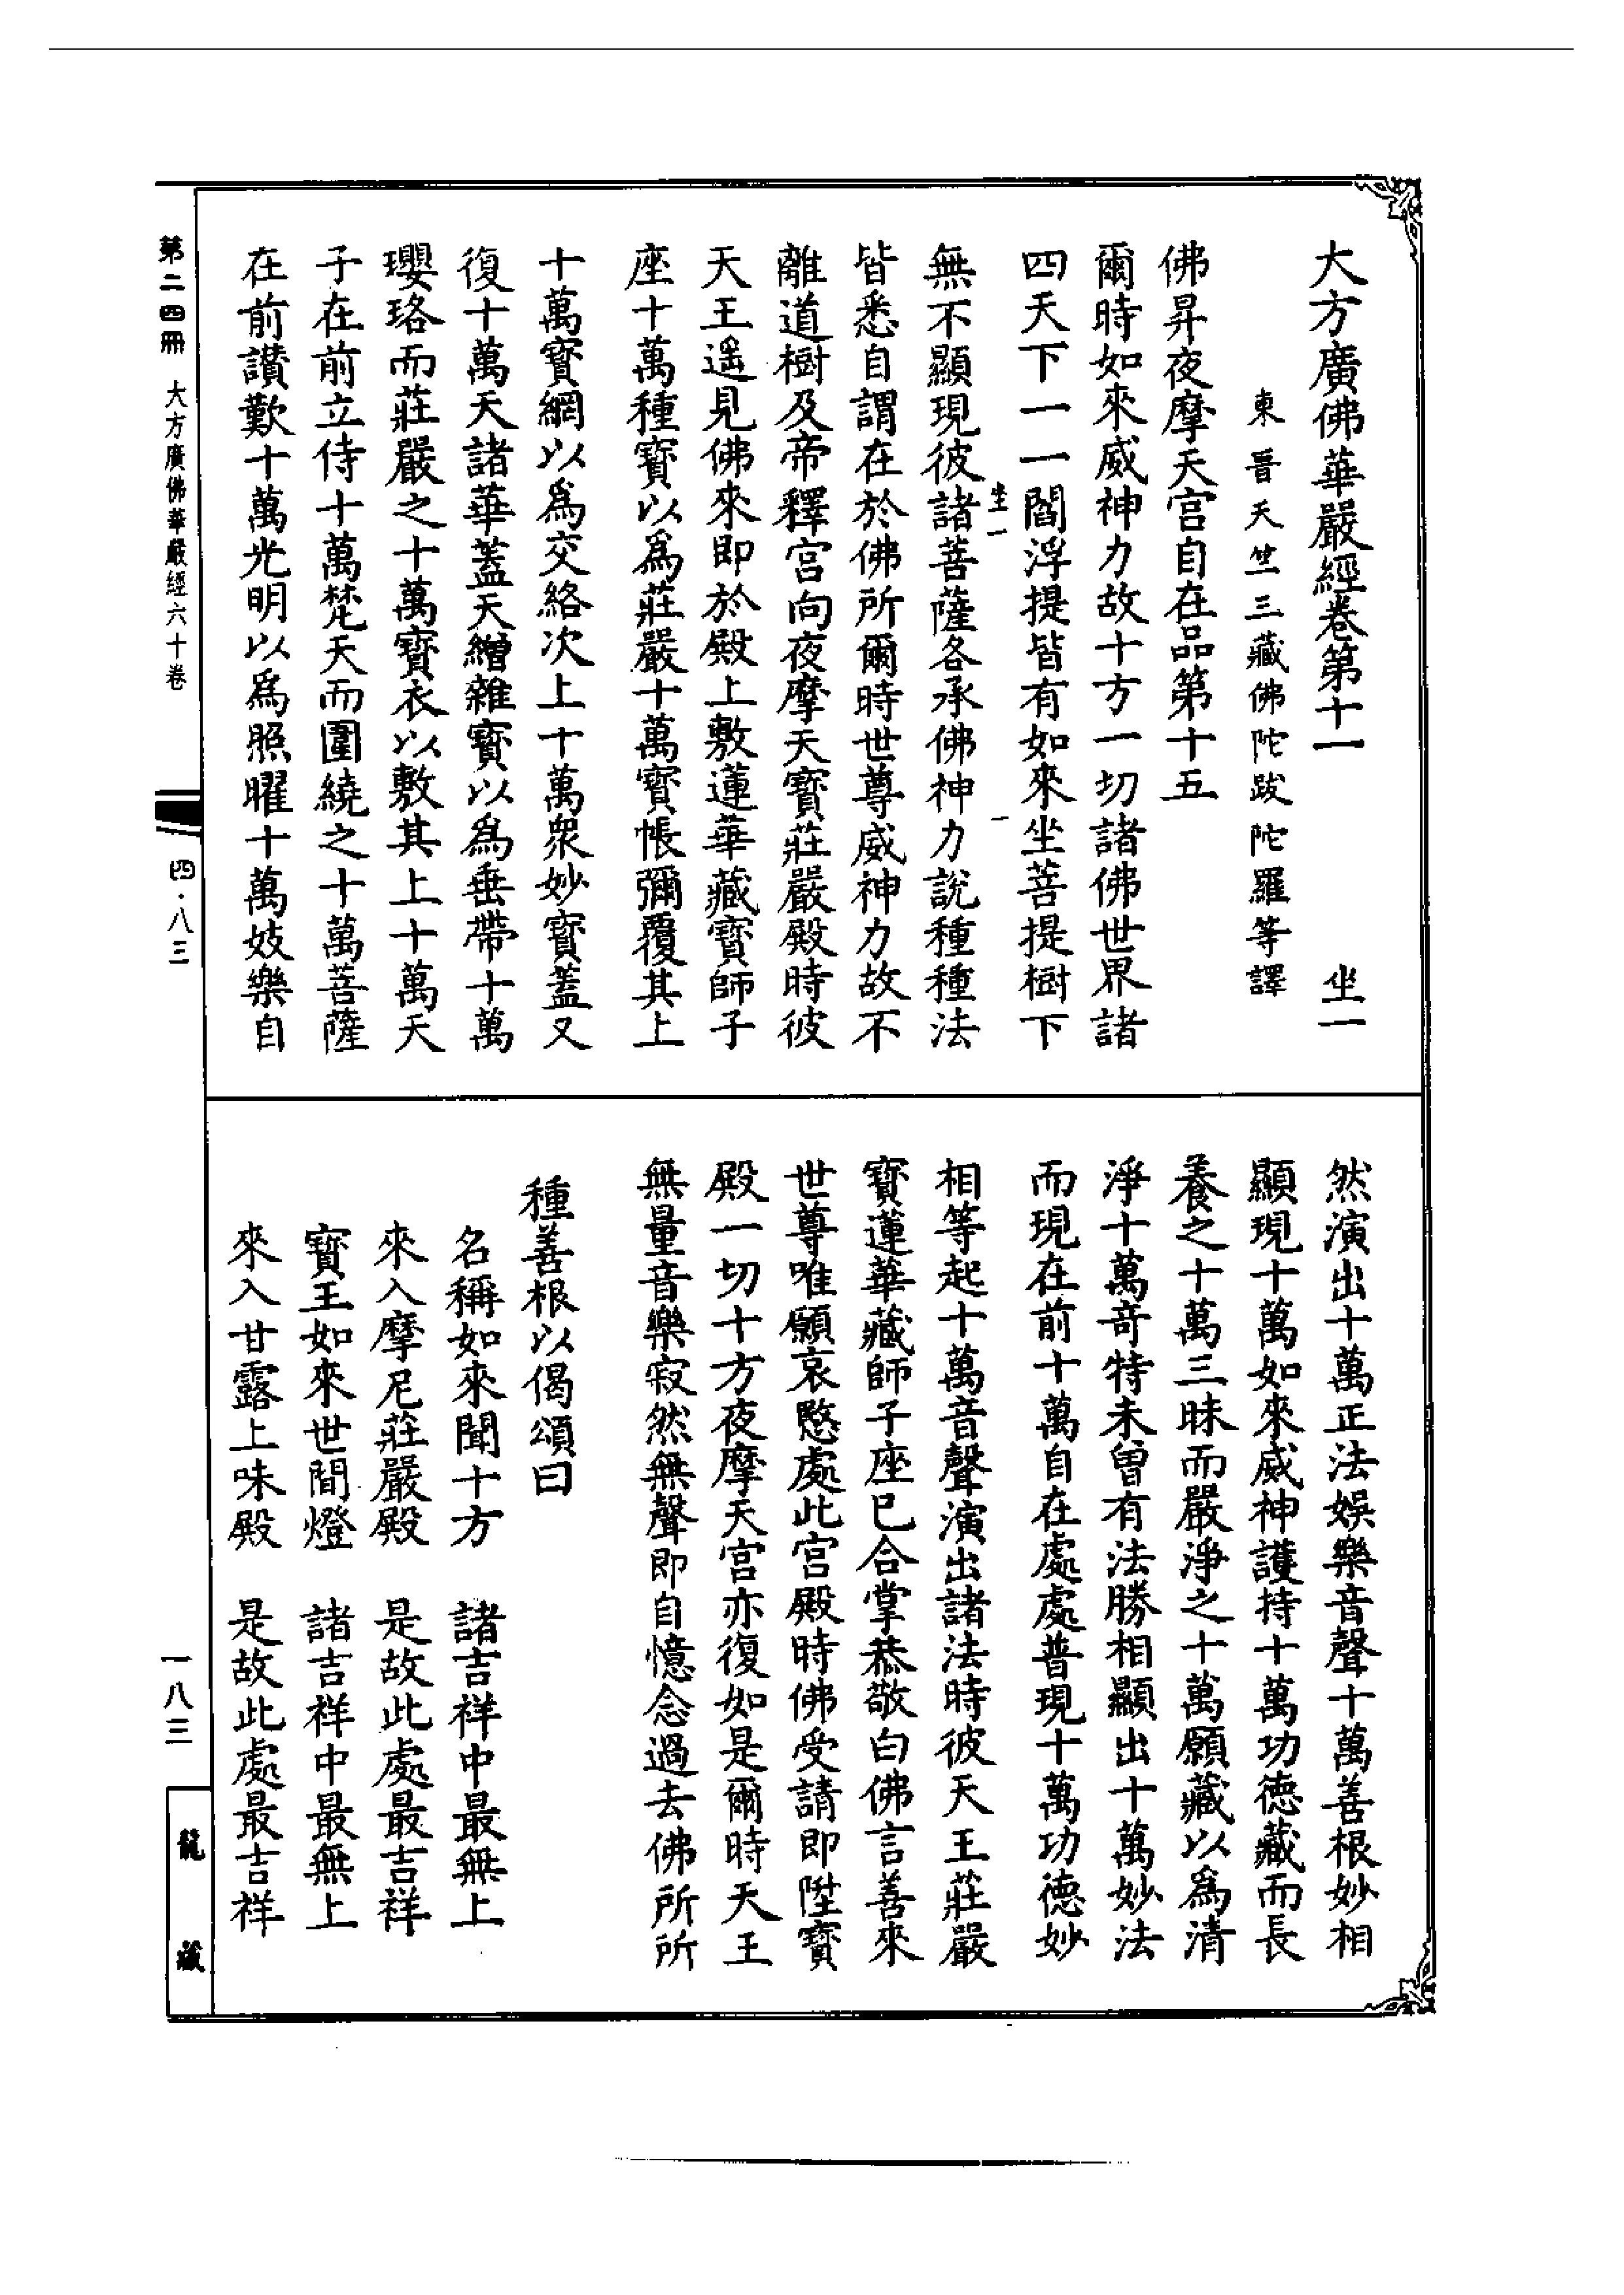 大方廣佛華嚴經卷第十一　坐一
東晉天竺三藏佛陀跋陀羅等譯
佛昇夜摩天宮自在品第十五
爾時如來威神力故十方一切諸佛世界諸
四天下一一閻浮提皆有如來坐菩提樹下
坐一　一
無不顯現彼諸菩薩各承佛神力說種種法
皆悉自謂在於佛所爾時世尊威神力故不
離道樹及帝釋宮向夜摩天寶莊嚴殿時彼
天王遥見佛來即於殿上敷蓮華藏寶師子
座十萬種寶以爲莊嚴十萬寶帳彌覆其上
十萬寶網以爲交絡次上十萬衆妙寶蓋又
復十萬天諸華蓋天繒雜寶以爲垂帶十萬
瓔珞而莊嚴之十萬寶衣以敷其上十萬天
子在前立侍十萬梵天而圍繞之十萬菩薩
在前讚歎十萬光明以爲照曜十萬妓樂自
然演出十萬正法娛樂音聲十萬善根妙相
顯現十萬如來威神護持十萬功德藏而長
養之十萬三昧而嚴淨之十萬願藏以爲清
淨十萬奇特未曾有法勝相顯出十萬妙法
而現在前十萬自在處處普現十萬功德妙
相等起十萬音聲演出諸法時彼天王莊嚴
寶蓮華藏師子座已合掌恭敬白佛言善來
世尊唯願哀愍處此宮殿時佛受請即陞寶
殿一切十方夜摩天宮亦復如是爾時天王
無量音樂寂然無聲即自憶念過去佛所所
種善根以偈頌曰
名稱如來聞十方　諸吉祥中最無上
來入摩尼莊嚴殿　是故此處最吉祥
寶王如來世間燈　諸吉祥中最無上
來入甘露上味殿　是故此處最吉祥
第二四冊　大方廣佛華嚴經六十卷
四·八三
一八三
龍藏